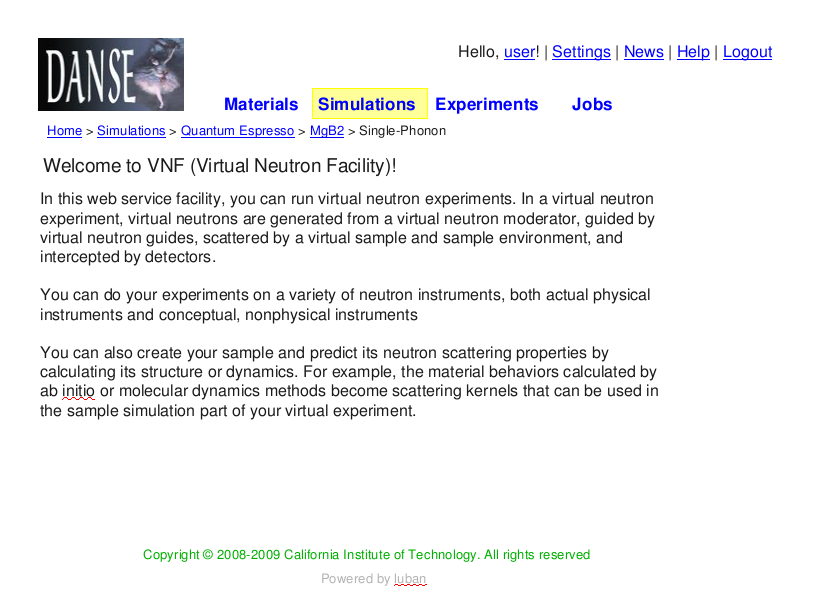 DANSE
Hello, user! | Settings | News | Help | Logout
Materials Simulations Experiments Jobs
Home > Simulations > Quantum Espresso > MgB2 > Single-Phonon
Welcome to VNF (Virtual Neutron Facility)!
In this web service facility, you can run virtual neutron experiments. In a virtual neutron
experiment, virtual neutrons are generated from a virtual neutron moderator, guided by
virtual neutron guides, scattered by a virtual sample and sample environment, and
intercepted by detectors.
You can do your experiments on a variety of neutron instruments, both actual physical
instruments and conceptual, nonphysical instruments
You can also create your sample and predict its neutron scattering properties by
calculating its structure or dynamics. For example, the material behaviors calculated by
ab initio or molecular dynamics methods become scattering kernels that can be used in
the sample simulation part of your virtual experiment.
Copyright © 2008-2009 California Institute of Technology. All rights reserved
Powered by luban